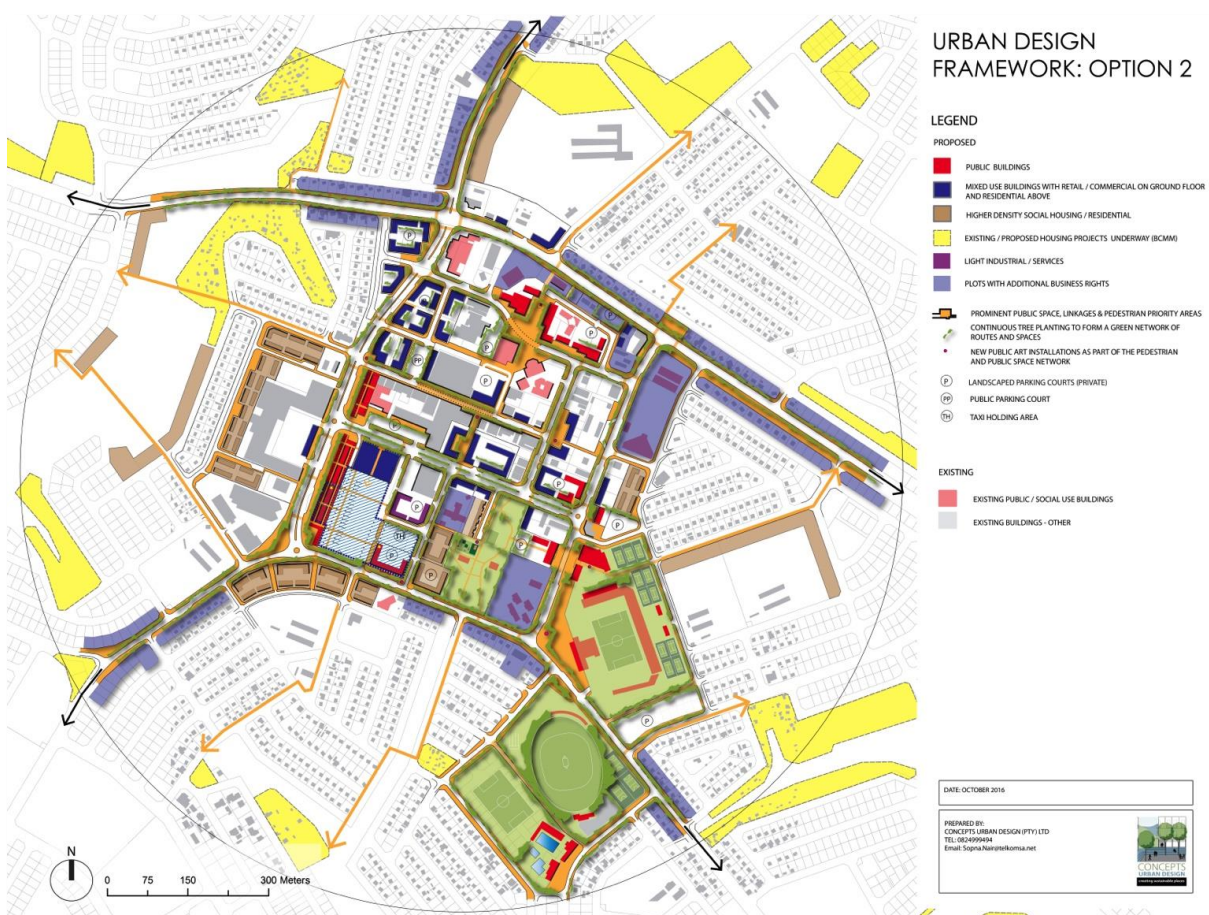 URBAN DESIGN
FRAMEWORK: OPTION 2
LEGEND
PROPOSED
PUBLIC BUILDINGS
MIXED USE BUILDINGS WITH RETAIL / COMMERCIAL ON GROUND FLOOR
AND RESIDENTIAL ABOVE
HIGHER DENSITY SOCIAL HOUSING / RESIDENTIAL
EXISTING / PROPOSED HOUSING PROJECTS UNDERWAY (BCMM)
LIGHT INDUSTRIAL / SERVICES
PLOTS WITH ADDITIONAL BUSINESS RIGHTS
PROMINENT PUBLIC SPACE, LINKAGES & PEDESTRIAN PRIORITY AREAS
CONTINUOUS TREE PLANTING TO FORM A GREEN NETWORK OF
ROUTES AND SPACES
NEW PUBLIC ART INSTALLATIONS AS PART OF THE PEDESTRIAN
AND PUBLIC SPACE NETWORK
P LANDSCAPED PARKING COURTS (PRIVATE)
PP PUBLIC PARKING COURT
TH TAXI HOLDING AREA
EXISTING
EXISTING PUBLIC / SOCIAL USE BUILDINGS
EXISTING BUILDINGS - OTHER
DATE: OCTOBER 2016
PREPARED BY:
CONCEPTS URBAN DESIGN (PTY) LTD
TEL: 0824999494
Email: Sopna.Nair@telkomsa.net
CONCEPTS
URBAN DESIGN
creating sustainable places
P
P
P
PP
P
P
P
P
P
P
TH
P
P
P
P
N
0 75 150 300 Meters